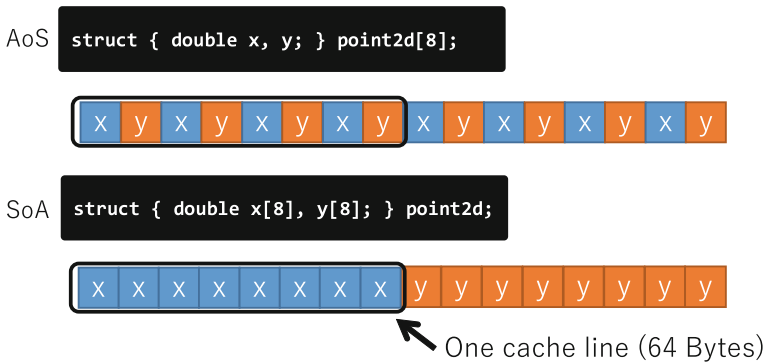 AoS struct { double x, y; } point2d[8];
x y x y x y x y x y x y x y x y
SoA struct { double x[8], y[8]; } point2d;
x x x x x x x x y y y y y y y y
One cache line (64 Bytes)